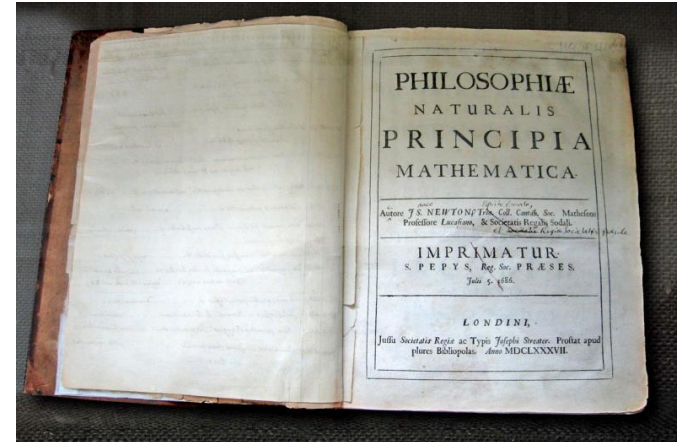 PHILOSOPHIÆ
NATURALIS
PRINCIPIA
MATHEMATICA.
Autore JS. NEWTON, Trin. Coll. Cantab. Soc. Matheseos
Professore Lucasiano, & Societatis Regalis Sodali.
IMPRIMATUR.
S. PEPYS, Reg. Soc. PRÆSES.
Julii 5. 1686.
LONDINI,
Jussu Societatis Regiæ ac Typis Josephi Streater. Prostat apud
plures Bibliopolas. Anno MDCLXXXVII.